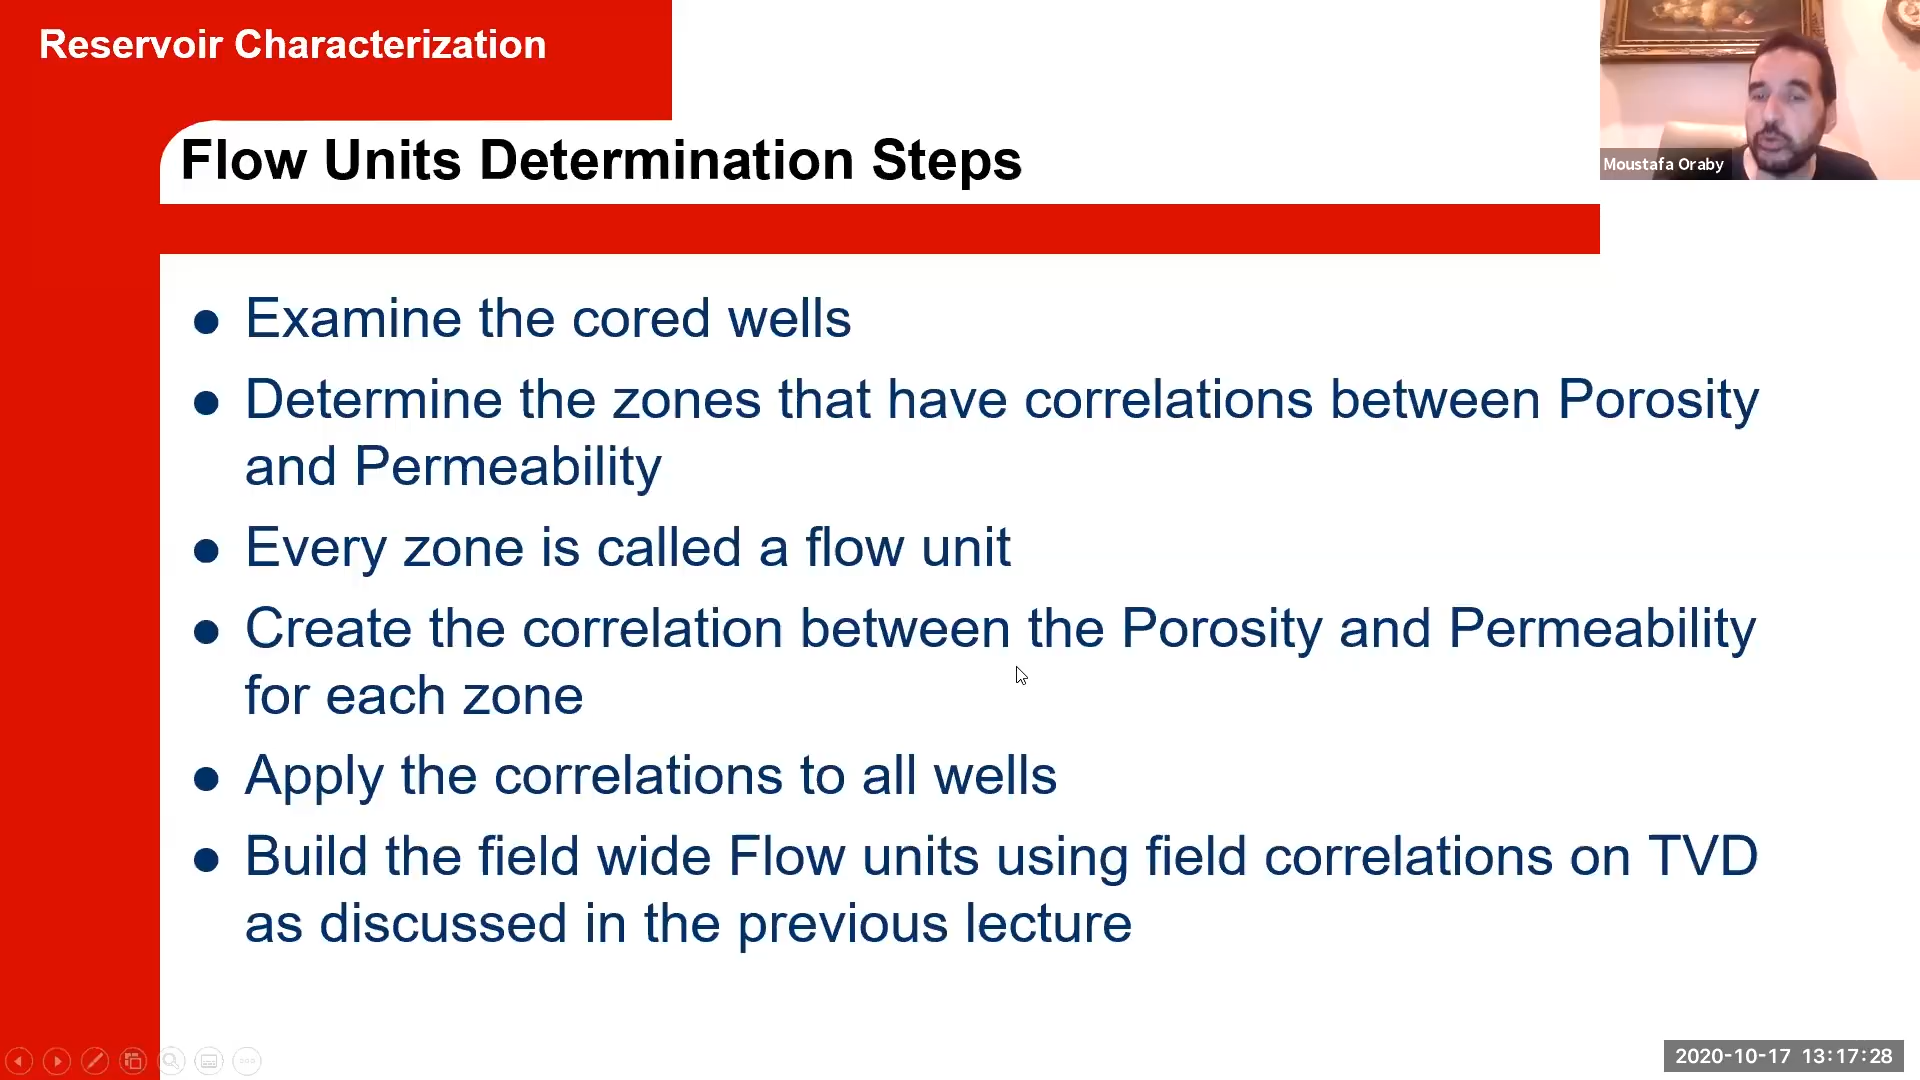 Reservoir Characterization
Flow Units Determination Steps
Moustafa Oraby
● Examine the cored wells
● Determine the zones that have correlations between Porosity
and Permeability
● Every zone is called a flow unit
● Create the correlation between the Porosity and Permeability
for each zone
● Apply the correlations to all wells
● Build the field wide Flow units using field correlations on TVD
as discussed in the previous lecture
2020-10-17 13:17:28